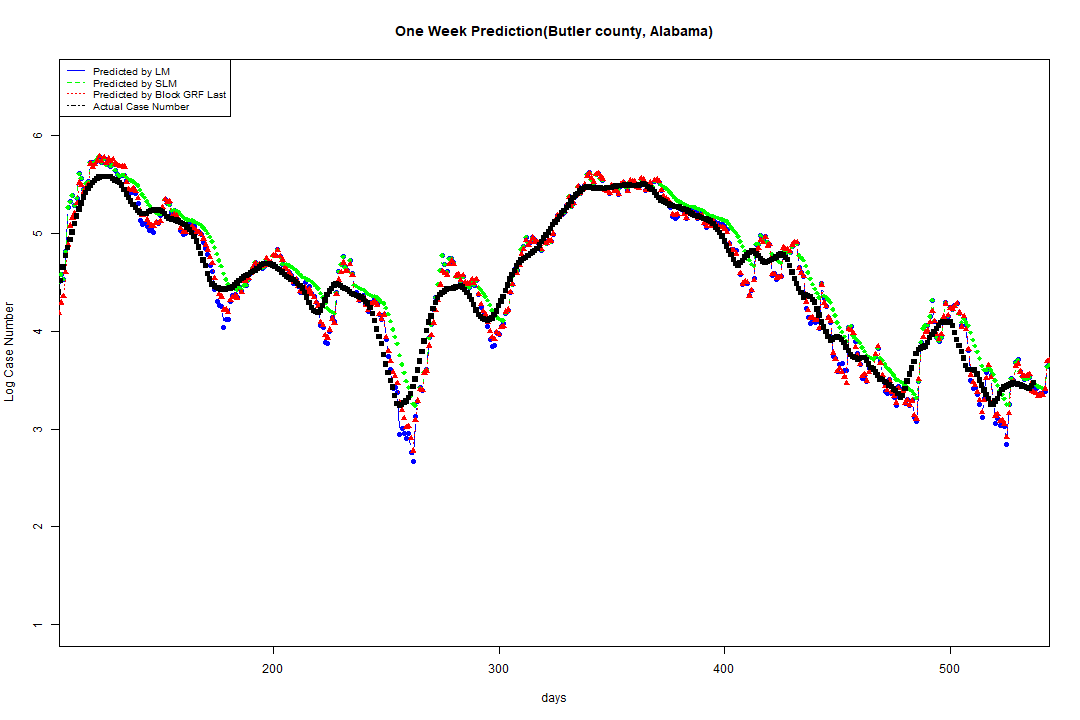 One Week Prediction(Butler county, Alabama)
Predicted by LM
Predicted by SLM
Predicted by Block GRF Last
Actual Case Number
6
5
4
3
2
1
Log Case Number
200
300
400
500
days